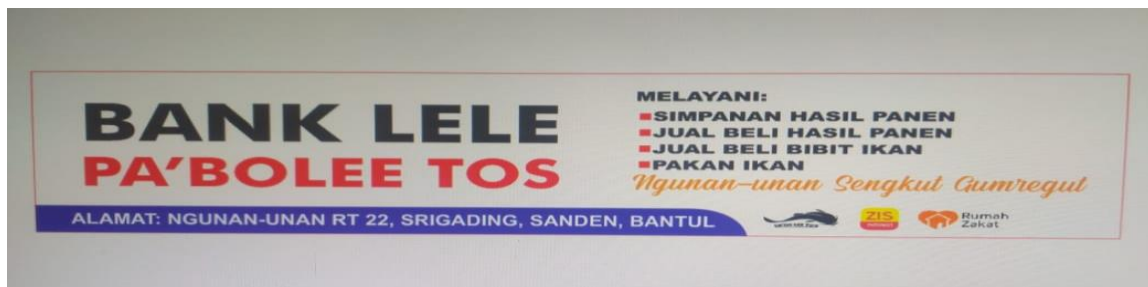 BANK LELE
PA'BOLEE TOS
MELAYANI:
SIMPANAN HASIL PANEN
JUAL BELI HASIL PANEN
JUAL BELI BIBIT IKAN
PAKAN IKAN
Ngunan-unan Sengkut Gumregut
ALAMAT: NGUNAN-UNAN RT 22, SRIGADING, SANDEN, BANTUL
ZIS
Rumah
Zakat